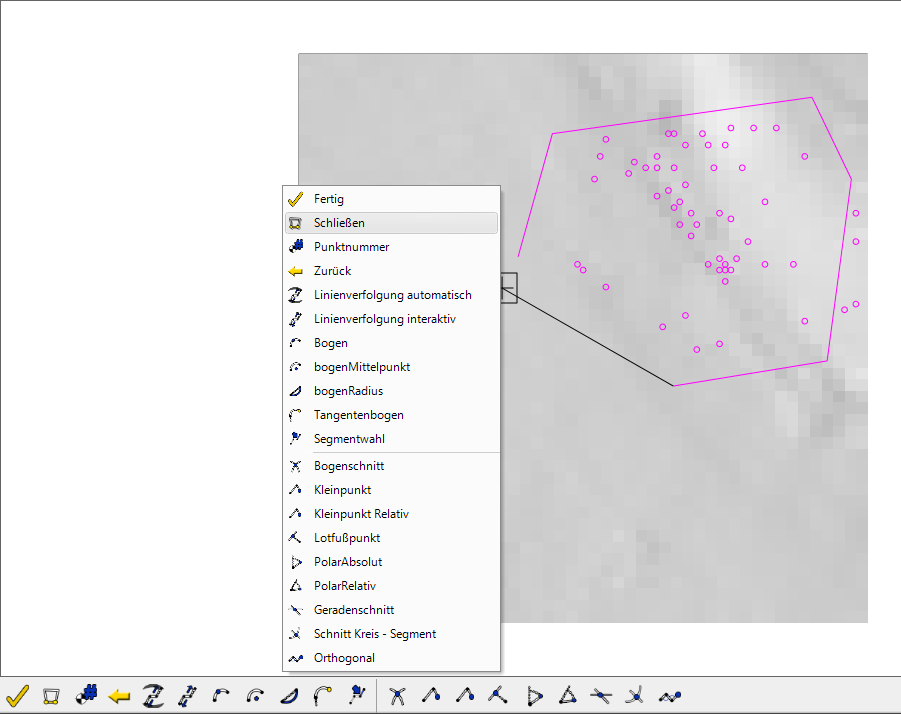 Fertig
Schließen
Punktnummer
Zurück
Linienverfolgung automatisch
Linienverfolgung interaktiv
Bogen
bogenMittelpunkt
bogenRadius
Tangentenbogen
Segmentwahl
Bogenschnitt
Kleinpunkt
Kleinpunkt Relativ
Lotfußpunkt
PolarAbsolut
PolarRelativ
Geradenschnitt
Schnitt Kreis - Segment
Orthogonal